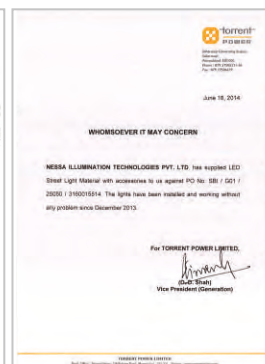 torrent
June 18, 2014
WHOMSOEVER IT MAY CONCERN
NESSA ILLUMINATION TECHNOLOGIES PVT. LTD. has supplied LED
Street Light Material with accessories to us against PO No. SBI / G01 /
/ 3160015514. The lights have been installed and working without
any problem since December 2013.
For TORRENT POWER LIMITED,
Shah)
Vice President (Generation)
TORRENT POWER LIMITED